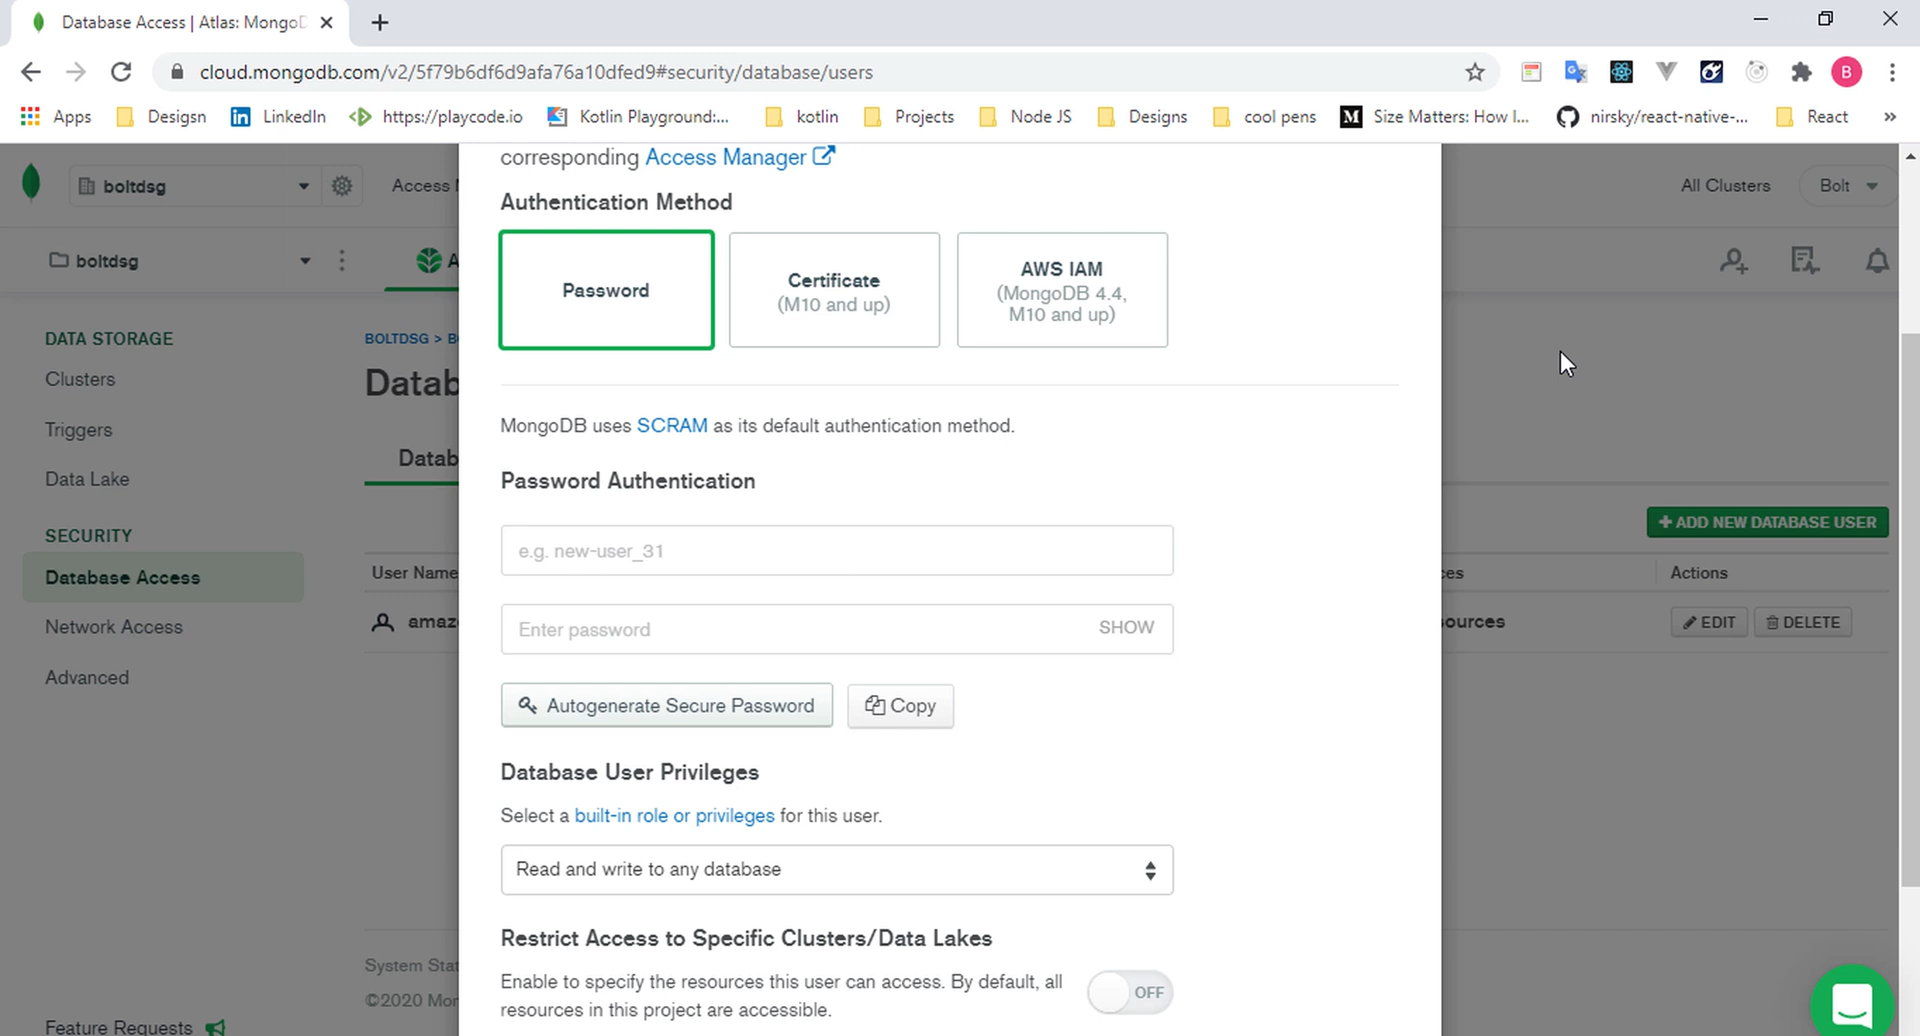 Database Access | Atlas: MongoD
cloud.mongodb.com/v2/5f79b6df6d9afa76a10dfed9#security/database/users
B
Apps
Designsn
LinkedIn
https://playcode.io
Kotlin Playground:...
kotlin
Projects
Node JS
Designs
cool pens
M
Size Matters: How I...
nirsky/react-native-...
React
»
boltdsg
Access
All Clusters
Bolt
boltdsg
A
DATA STORAGE
Clusters
Triggers
Data Lake
SECURITY
Database Access
Network Access
Advanced
Feature Requests
BOLTDSG > B
Datab
Datab
User Name
amaz
System Stat
©2020 Mon
corresponding Access Manager
Authentication Method
Password
Certificate
(M10 and up)
AWS IAM
(MongoDB 4.4,
M10 and up)
MongoDB uses SCRAM as its default authentication method.
Password Authentication
e.g. new-user_31
Enter password
SHOW
Autogenerate Secure Password
Copy
Database User Privileges
Select a built-in role or privileges for this user.
Read and write to any database
Restrict Access to Specific Clusters/Data Lakes
Enable to specify the resources this user can access. By default, all
resources in this project are accessible.
OFF
+ ADD NEW DATABASE USER
ces
Actions
sources
EDIT
DELETE